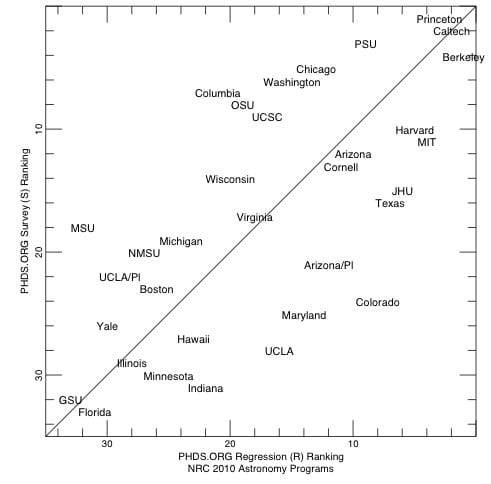 Princeton
Caltech
PSU
Berkeley
Chicago
Washington
Columbia
OSU
UCSC
10
Harvard
MIT
Arizona
Cornell
Wisconsin
JHU
Texas
Virginia
MSU
Michigan
NMSU
20
Arizona/Pl
UCLA/Pl
Boston
Colorado
Maryland
Yale
Hawaii
UCLA
Illinois
Minnesota
30
Indiana
GSU
Florida
PHDS.ORG Survey (S) Ranking
30 20 10
PHDS.ORG Regression (R) Ranking
NRC 2010 Astronomy Programs